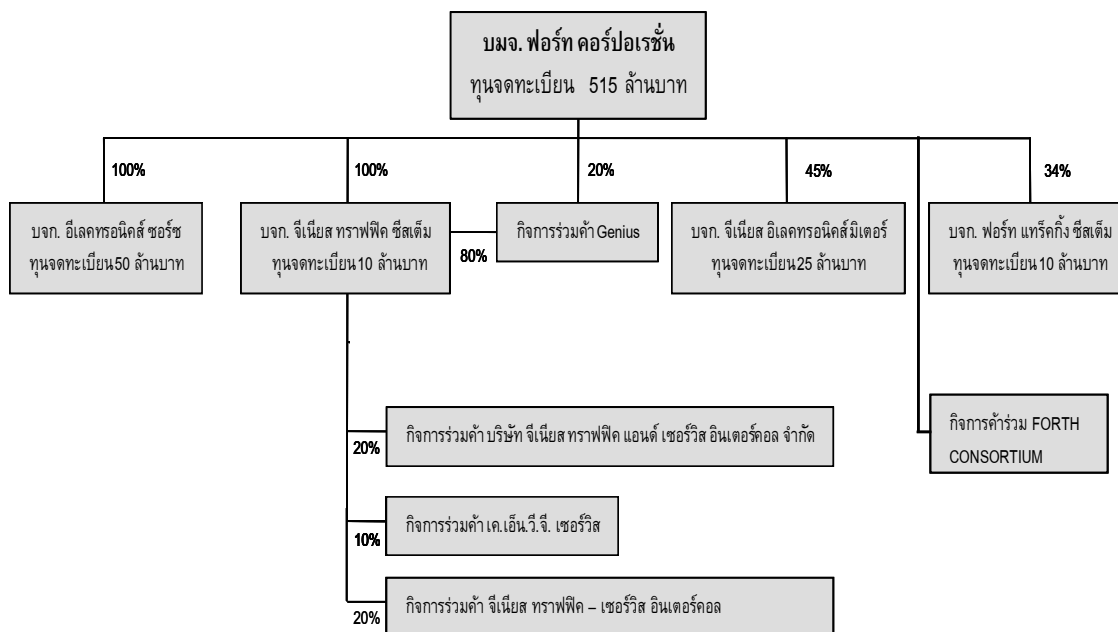 บมจ. ฟอร์ท คอร์ปอเรชั่น
ทุนจดทะเบียน 515 ล้านบาท
100%
100%
20%
45%
34%
บจก. อีเลคทรอนิคส์ ซอร์ซ
ทุนจดทะเบียน 50 ล้านบาท
บจก. จีเนียส ทราฟฟิค ซีสเต็ม
ทุนจดทะเบียน 10 ล้านบาท
80%
กิจการร่วมค้า Genius
บจก. จีเนียส อิเลคทรอนิคส์มิเตอร์
ทุนจดทะเบียน 25 ล้านบาท
บจก. ฟอร์ท แทร็คกิ้ง ซีสเต็ม
ทุนจดทะเบียน 10 ล้านบาท
กิจการค้าร่วม FORTH
CONSORTIUM
20%
กิจการร่วมค้า บริษัท จีเนียส ทราฟฟิค แอนด์ เซอร์วิส อินเตอร์คอล จำกัด
10%
กิจการร่วมค้า เค.เอ็น.วี.จี. เซอร์วิส
20%
กิจการร่วมค้า จีเนียส ทราฟฟิค – เซอร์วิส อินเตอร์คอล